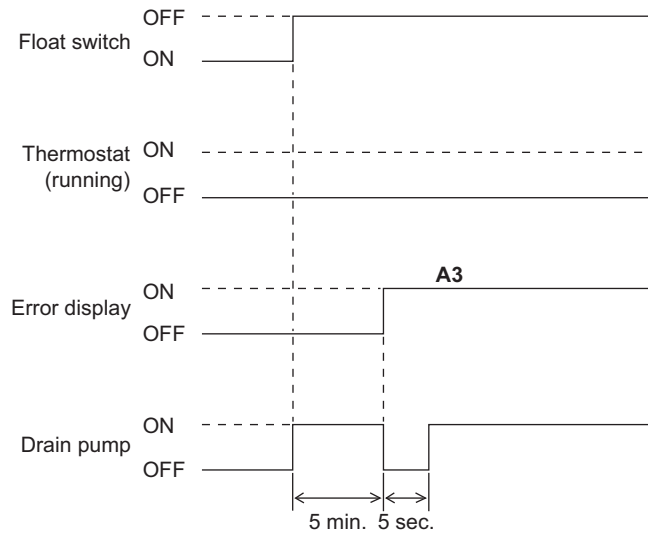 OFF
Float switch
ON
Thermostat ON
(running)
OFF
A3
ON
Error display
OFF
ON
Drain pump
OFF
5 min. 5 sec.